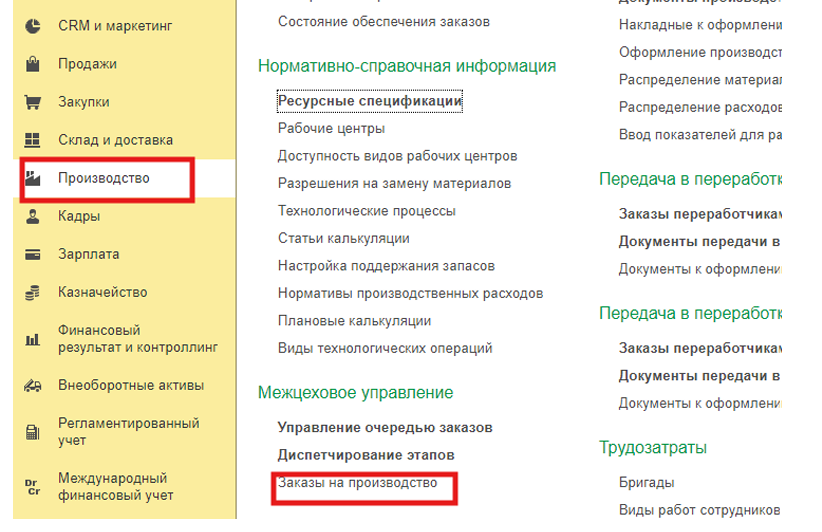 CRM и маркетинг
Продажи
Закупки
Склад и доставка
Производство
Кадры
Зарплата
Казначейство
Финансовый
результат и контроллинг
Внеоборотные активы
Регламентированный
учет
Международный
финансовый учет
Состояние обеспечения заказов
Нормативно-справочная информация
Ресурсные спецификации
Рабочие центры
Доступность видов рабочих центров
Разрешения на замену материалов
Технологические процессы
Статьи калькуляции
Настройка поддержания запасов
Нормативы производственных расходов
Плановые калькуляции
Виды технологических операций
Межцеховое управление
Управление очередью заказов
Диспетчирование этапов
Заказы на производство
Накладные к оформлени
Оформление производст
Распределение материал
Распределение расходов
Ввод показателей для ра
Передача в переработк
Заказы переработчикам
Документы передачи в
Документы к оформлени
Передача в переработк
Заказы переработчикам
Документы передачи в
Документы к оформлени
Трудозатраты
Бригады
Виды работ сотрудников